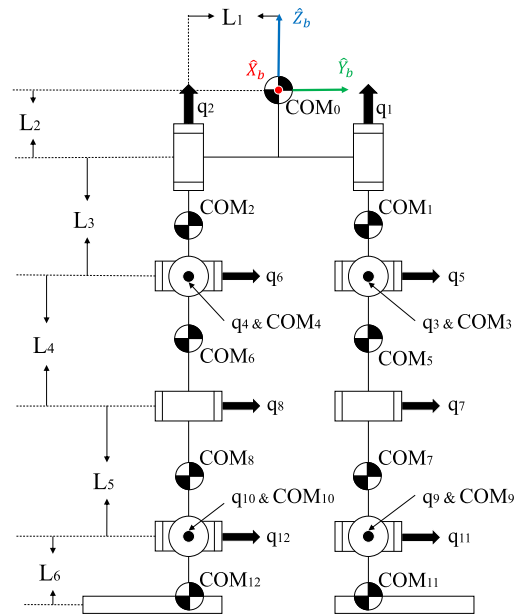 L₁
Ẑb
X̂b
Ŷb
q₂
COM₀
q₁
L₂
L₃
COM₂
COM₁
q₆
q₅
q₄ & COM₄
q₃ & COM₃
L₄
COM₆
COM₅
q₈
q₇
COM₈
COM₇
L₅
q₁₀ & COM₁₀
q₉ & COM₉
q₁₂
q₁₁
L₆
COM₁₂
COM₁₁